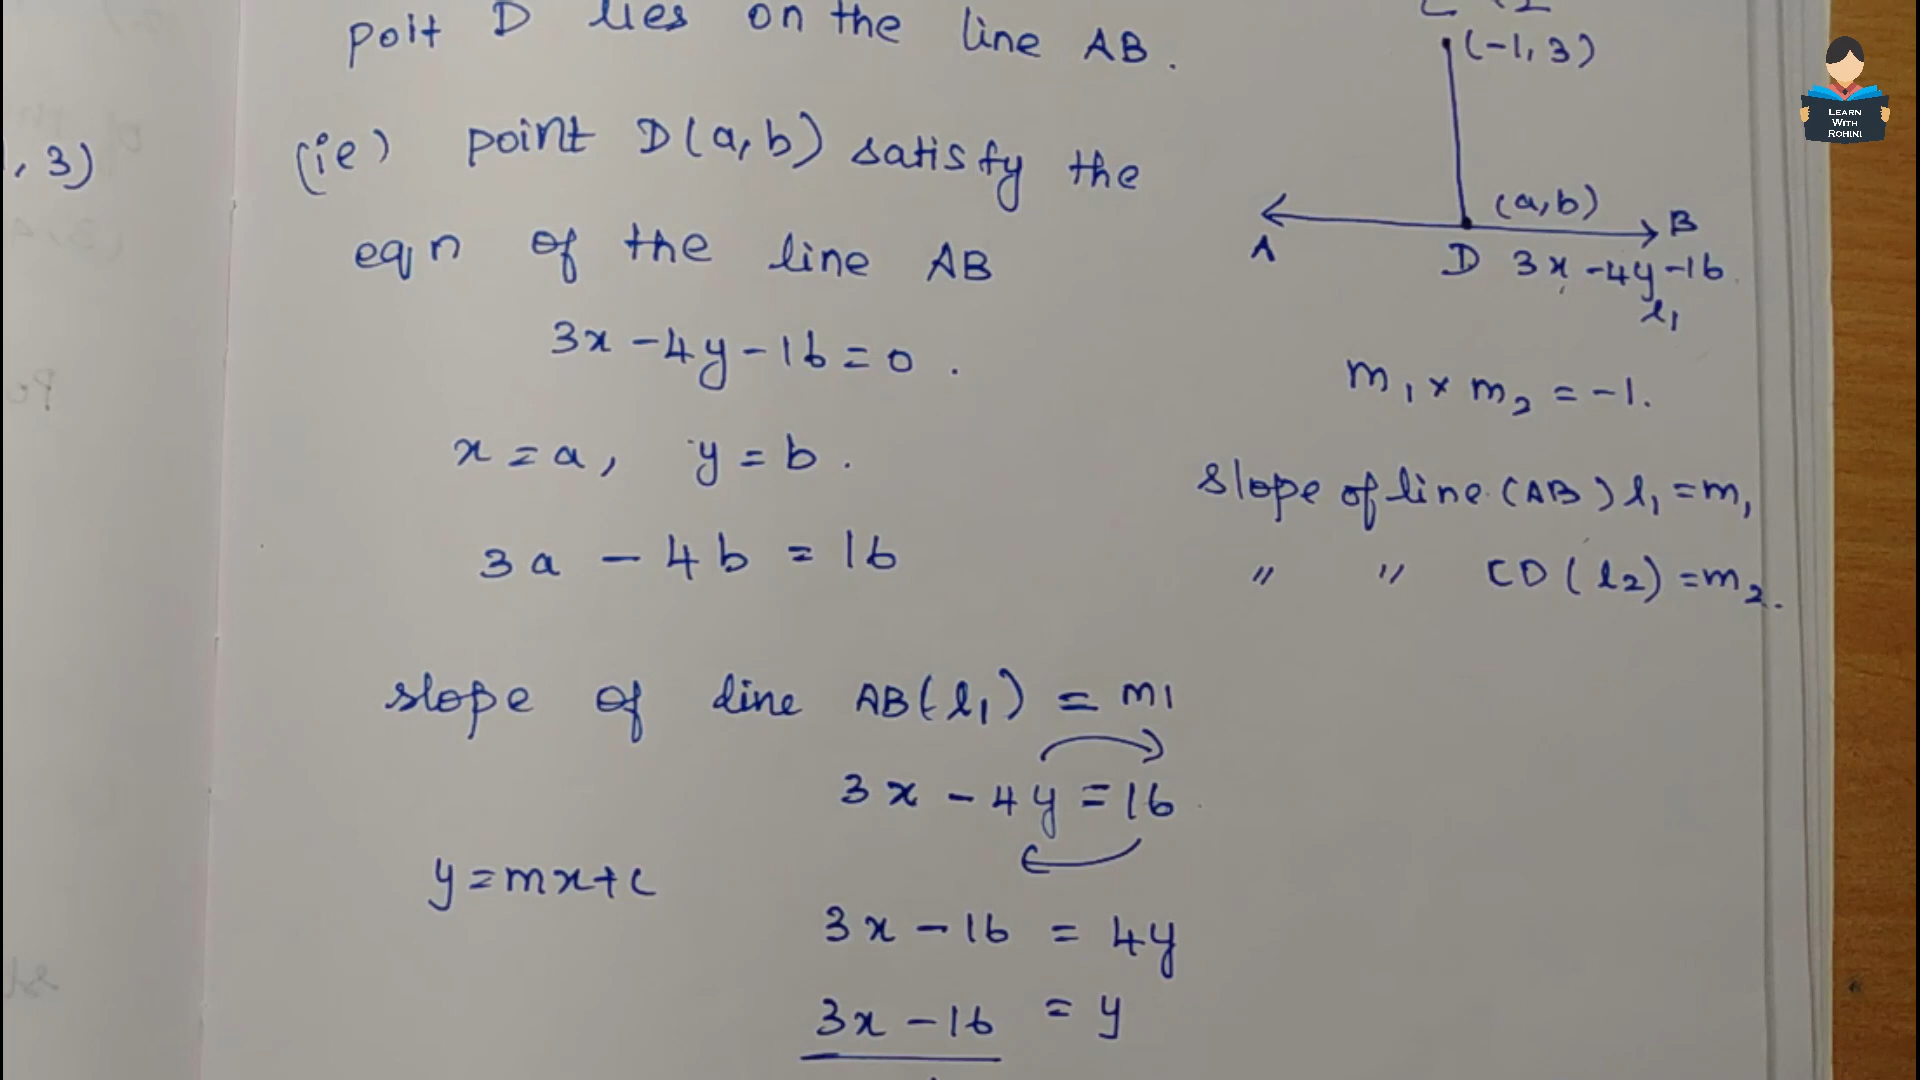 poit D lies on the line AB.
(ie) point D(a,b) satisfy the
eqn of the line AB
3x-4y-16=0.
x=a, y=b.
3a-4b=16
slope of line AB(l1)=m1
3x-4y=16
y=mx+c
3x-16=4y
3x-16=y
(-1,3)
(a,b)
A
B
D 3x-4y-16
l1
m1×m2=-1.
slope of line (AB) l1=m1
" " CD(l2)=m2.
,3)
LEARN
WITH
ROHINI